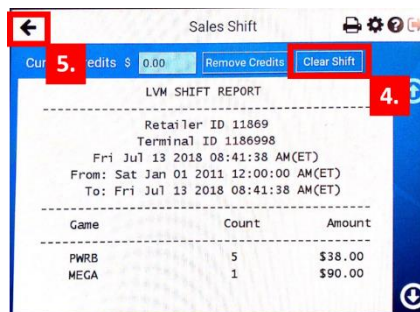 Sales Shift
5.
Cur edits $ 0.00 Remove Credits Clear Shift
4.
LVM SHIFT REPORT
Retailer ID 11869
Terminal ID 1186998
Fri Jul 13 2018 08:41:38 AM(ET)
From: Sat Jan 01 2011 12:00:00 AM(ET)
To: Fri Jul 13 2018 08:41:38 AM(ET)
Game Count Amount
PWRB 5 $38.00
MEGA 1 $90.00